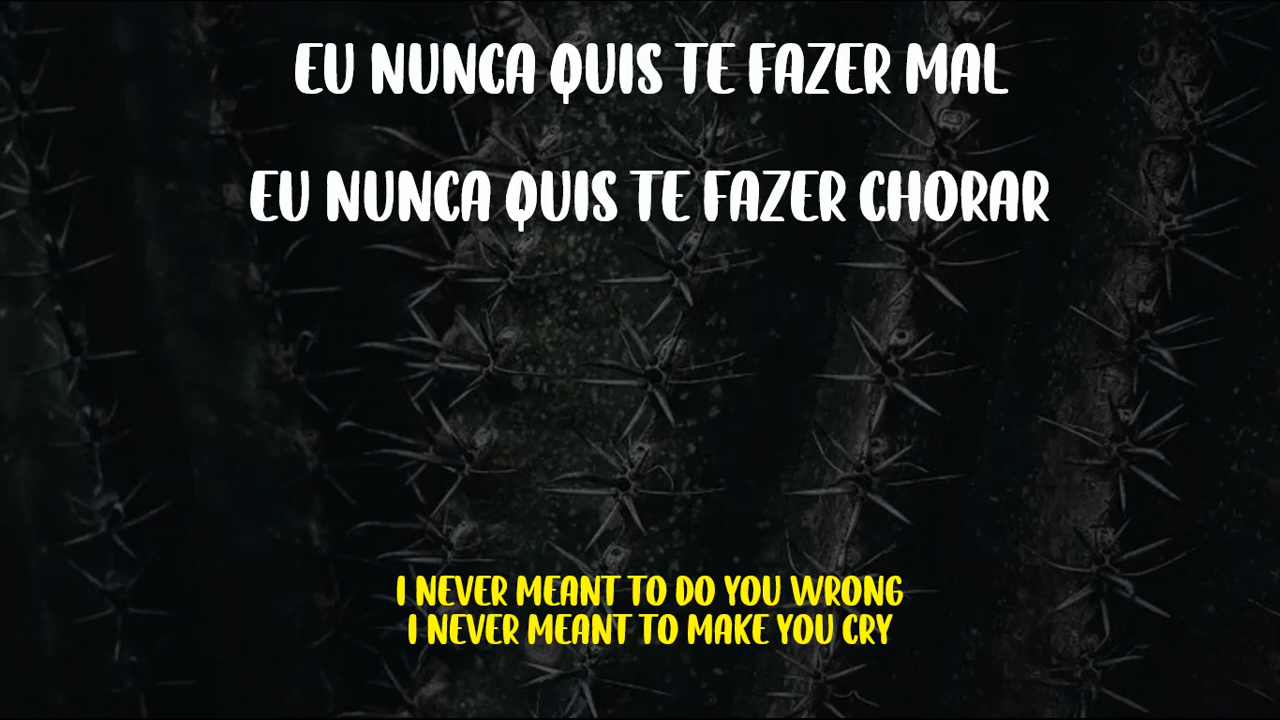 EU NUNCA QUIS TE FAZER MAL
EU NUNCA QUIS TE FAZER CHORAR
I NEVER MEANT TO DO YOU WRONG
I NEVER MEANT TO MAKE YOU CRY